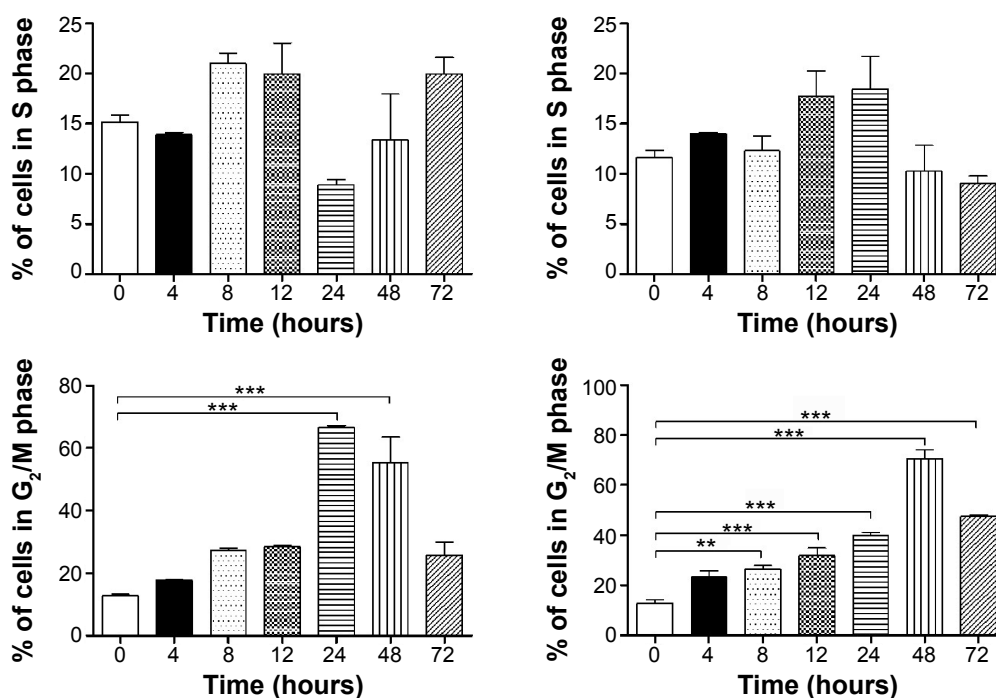 % of cells in S phase
25
20
15
10
5
0
0 4 8 12 24 48 72
Time (hours)
% of cells in S phase
25
20
15
10
5
0
0 4 8 12 24 48 72
Time (hours)
% of cells in G₂/M phase
80
60
40
20
0
***
***
0 4 8 12 24 48 72
Time (hours)
% of cells in G₂/M phase
100
80
60
40
20
0
***
***
***
***
**
0 4 8 12 24 48 72
Time (hours)